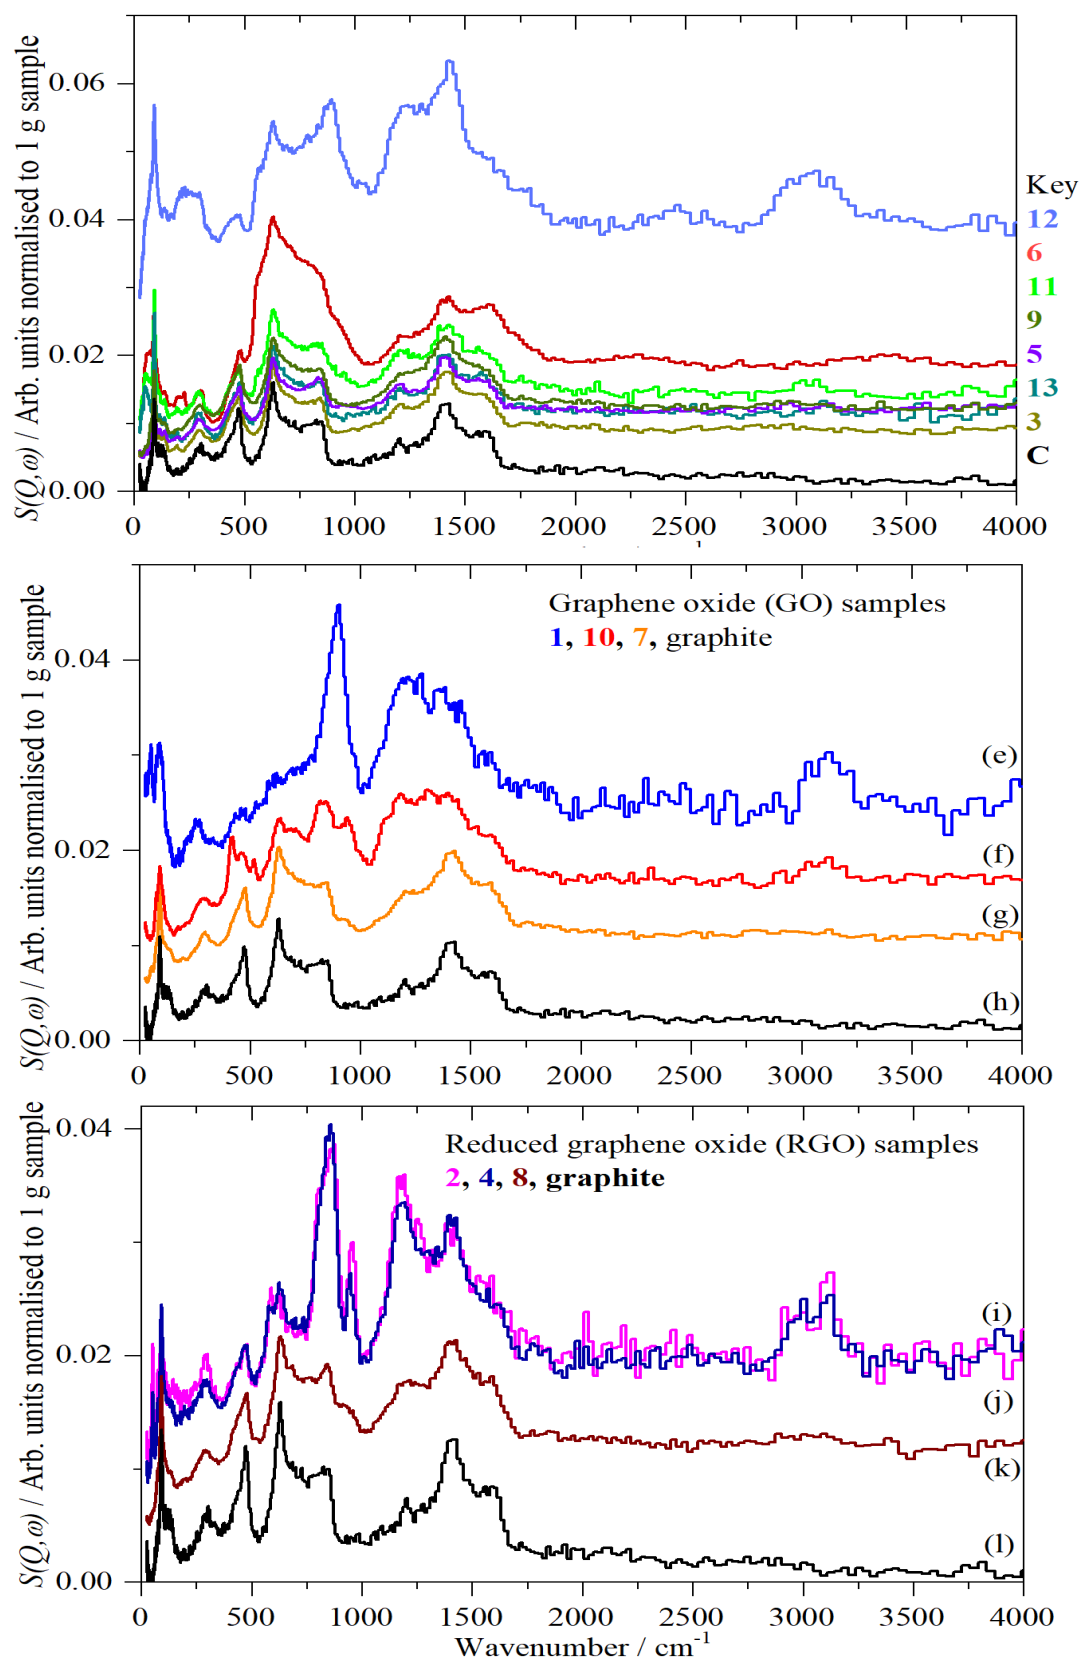 S(Q,ω) / Arb. units normalised to 1 g sample
0.06
0.04
0.02
0.00
0 500 1000 1500 2000 2500 3000 3500 4000
Key
12
6
11
9
5
13
3
C
S(Q,ω) / Arb. units normalised to 1 g sample
0.04
0.02
0.00
Graphene oxide (GO) samples
1, 10, 7, graphite
(e)
(f)
(g)
(h)
0 500 1000 1500 2000 2500 3000 3500 4000
S(Q,ω) / Arb. units normalised to 1 g sample
0.04
0.02
0.00
Reduced graphene oxide (RGO) samples
2, 4, 8, graphite
(i)
(j)
(k)
(l)
0 500 1000 1500 2000 2500 3000 3500 4000
Wavenumber / cm⁻¹